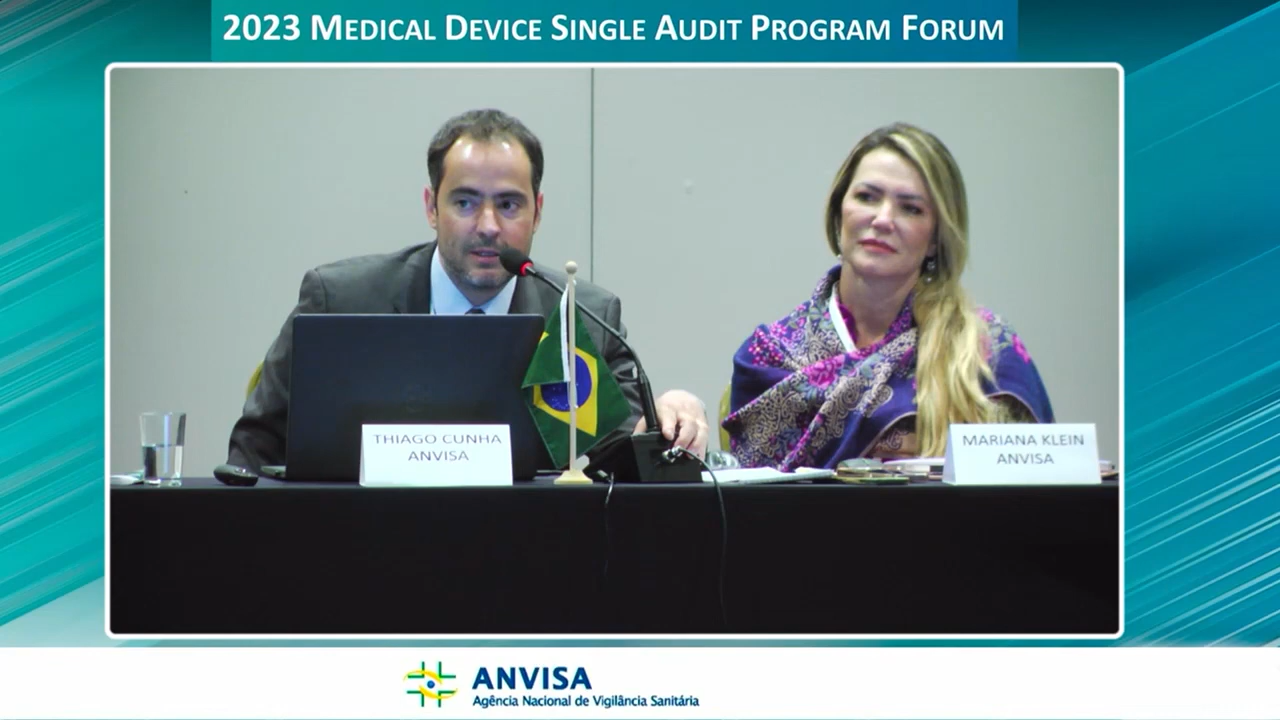 2023 MEDICAL DEVICE SINGLE AUDIT PROGRAM FORUM
THIAGO CUNHA
ANVISA
MARIANA KLEIN
ANVISA
ANVISA
Agência Nacional de Vigilância Sanitária